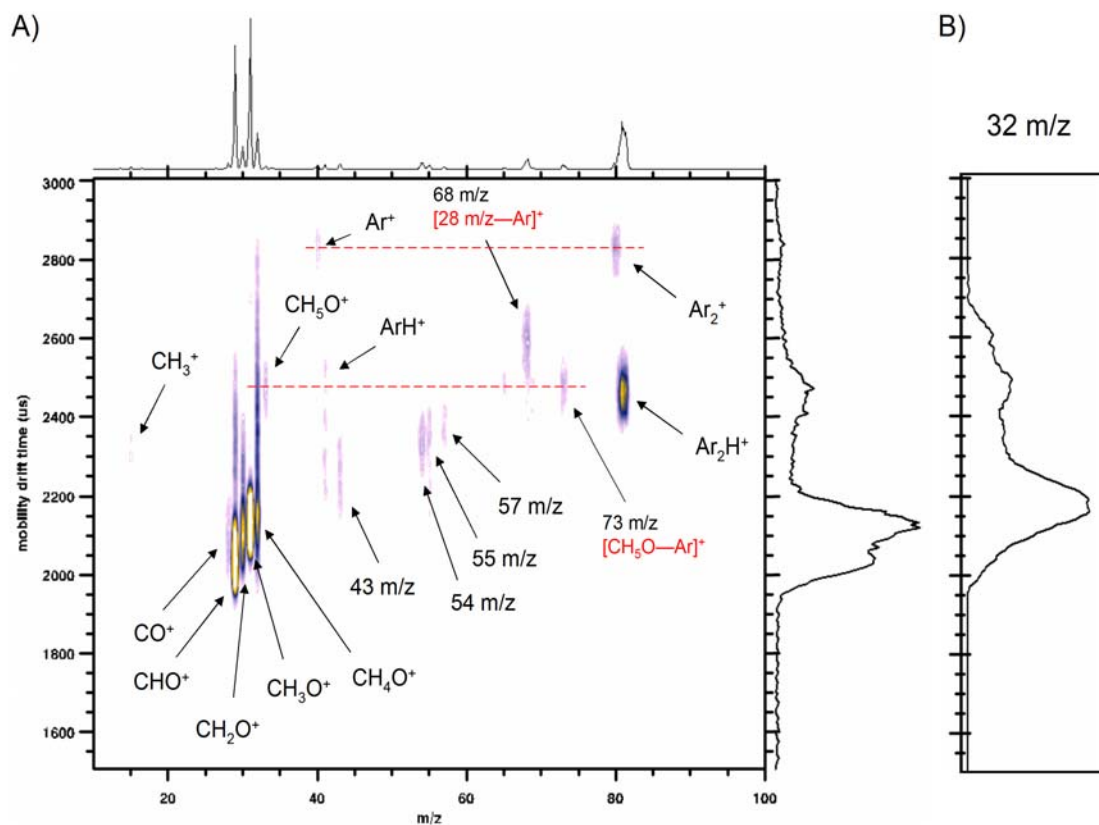 A)
B)
32 m/z
3000
2800
2600
2400
2200
2000
1800
1600
mobility drift time (us)
20
40
60
80
100
m/z
68 m/z
[28 m/z—Ar]⁺
Ar⁺
Ar₂⁺
CH₅O⁺
ArH⁺
CH₃⁺
Ar₂H⁺
57 m/z
73 m/z
[CH₅O—Ar]⁺
55 m/z
43 m/z
54 m/z
CO⁺
CHO⁺
CH₃O⁺
CH₄O⁺
CH₂O⁺